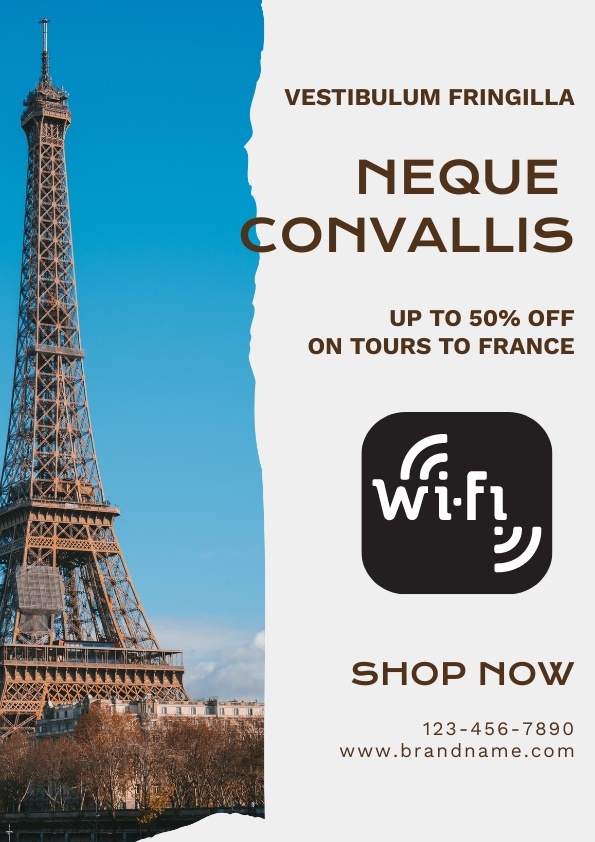 VESTIBULUM FRINGILLA
NEQUE
CONVALLIS
UP TO 50% OFF
ON TOURS TO FRANCE
wi-fi
SHOP NOW
123-456-7890
www.brandname.com